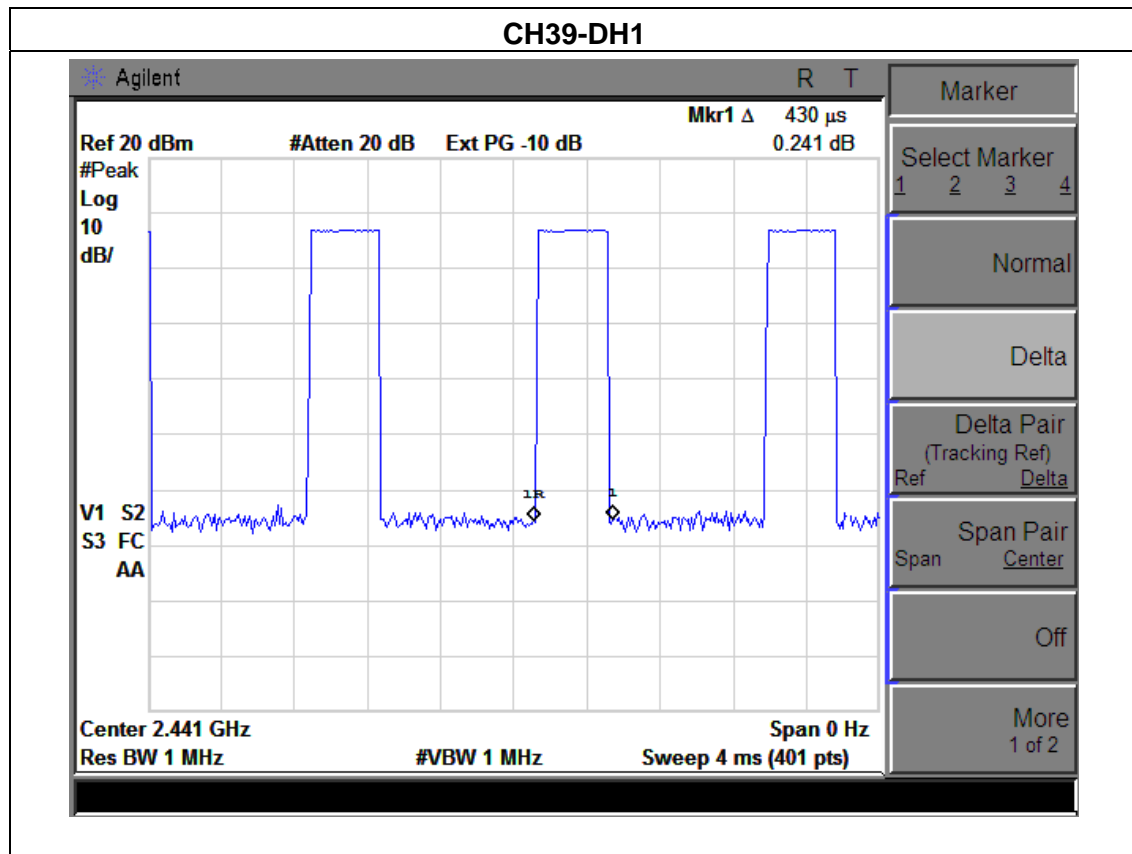 CH39-DH1
Agilent R T
Mkr1 Δ 430 μs
Ref 20 dBm #Atten 20 dB Ext PG -10 dB 0.241 dB
#Peak
Log
10
dB/
1R 1
V1 S2
S3 FC
AA
Center 2.441 GHz Span 0 Hz
Res BW 1 MHz #VBW 1 MHz Sweep 4 ms (401 pts)
Marker
Select Marker
1 2 3 4
Normal
Delta
Delta Pair
(Tracking Ref)
Ref Delta
Span Pair
Span Center
Off
More
1 of 2